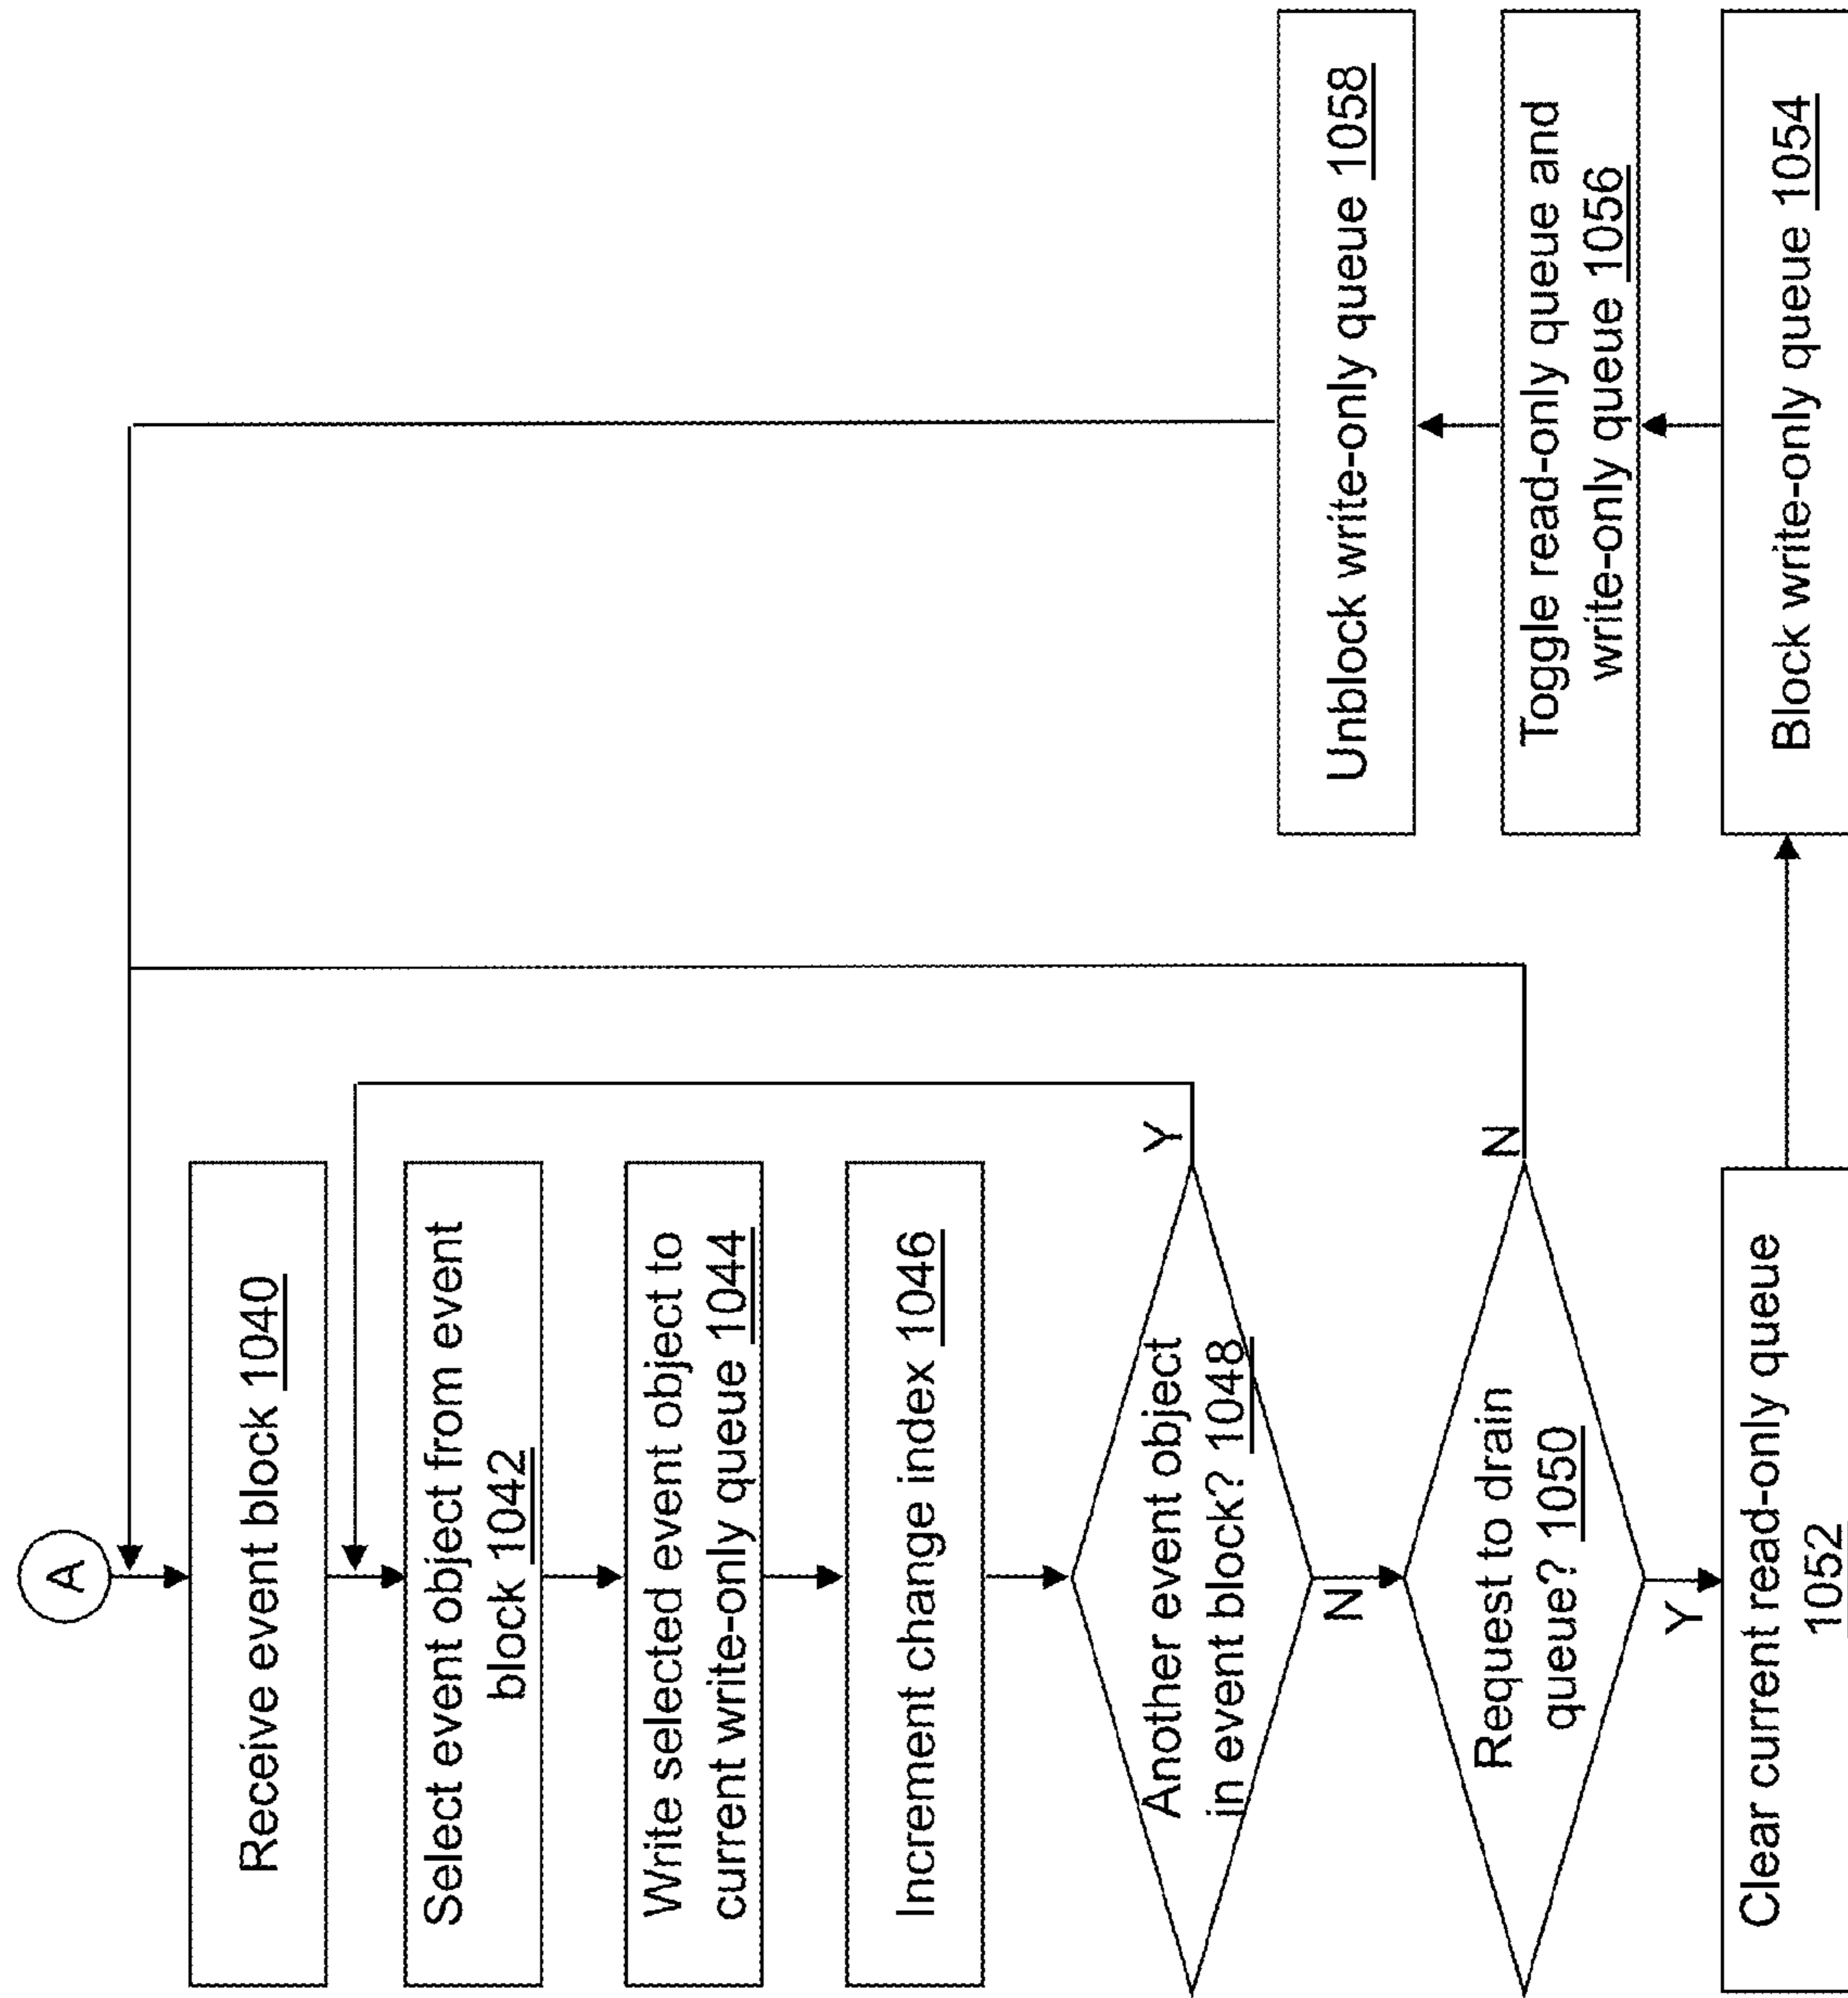 A
Receive event block 1040
Select event object from event
block 1042
Write selected event object to
current write-only queue 1044
Increment change index 1046
Another event object
in event block? 1048
Y
N
Request to drain
queue? 1050
N
Y
Clear current read-only queue
1052
Block write-only queue 1054
Toggle read-only queue and
write-only queue 1056
Unblock write-only queue 1058